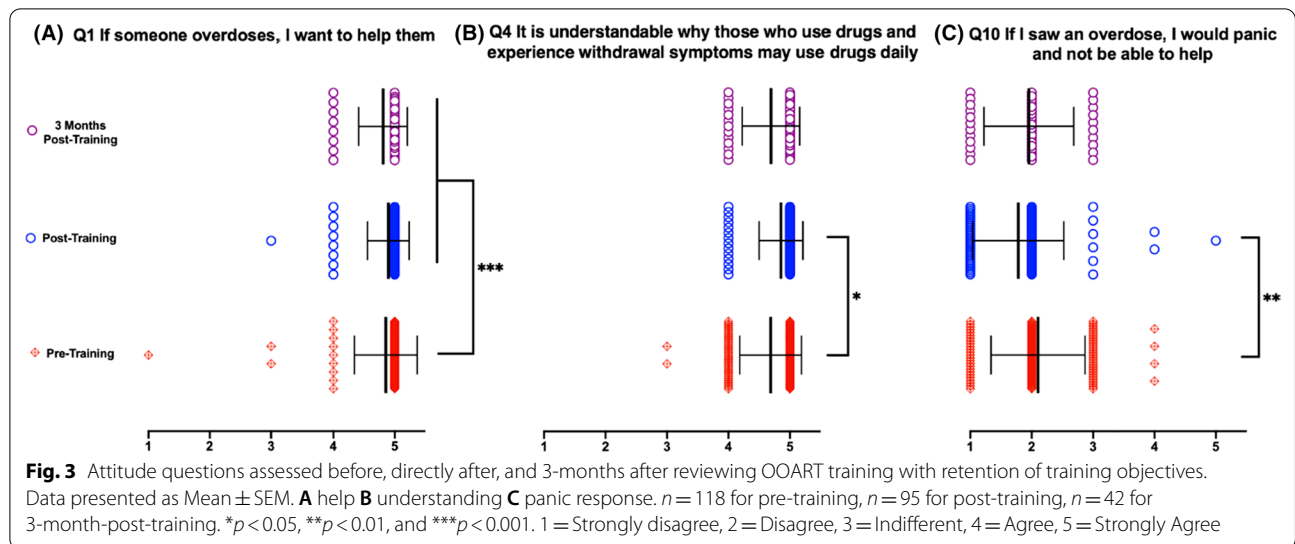 (A) Q1 If someone overdoses, I want to help them
(B) Q4 It is understandable why those who use drugs and
experience withdrawal symptoms may use drugs daily
(C) Q10 If I saw an overdose, I would panic
and not be able to help
3 Months
Post-Training
Post-Training
***
*
**
Pre-Training
1 2 3 4 5
1 2 3 4 5
1 2 3 4 5
Fig. 3 Attitude questions assessed before, directly after, and 3-months after reviewing OOART training with retention of training objectives.
Data presented as Mean ± SEM. A help B understanding C panic response. n = 118 for pre-training, n = 95 for post-training, n = 42 for
3-month-post-training. *p < 0.05, **p < 0.01, and ***p < 0.001. 1 = Strongly disagree, 2 = Disagree, 3 = Indifferent, 4 = Agree, 5 = Strongly Agree